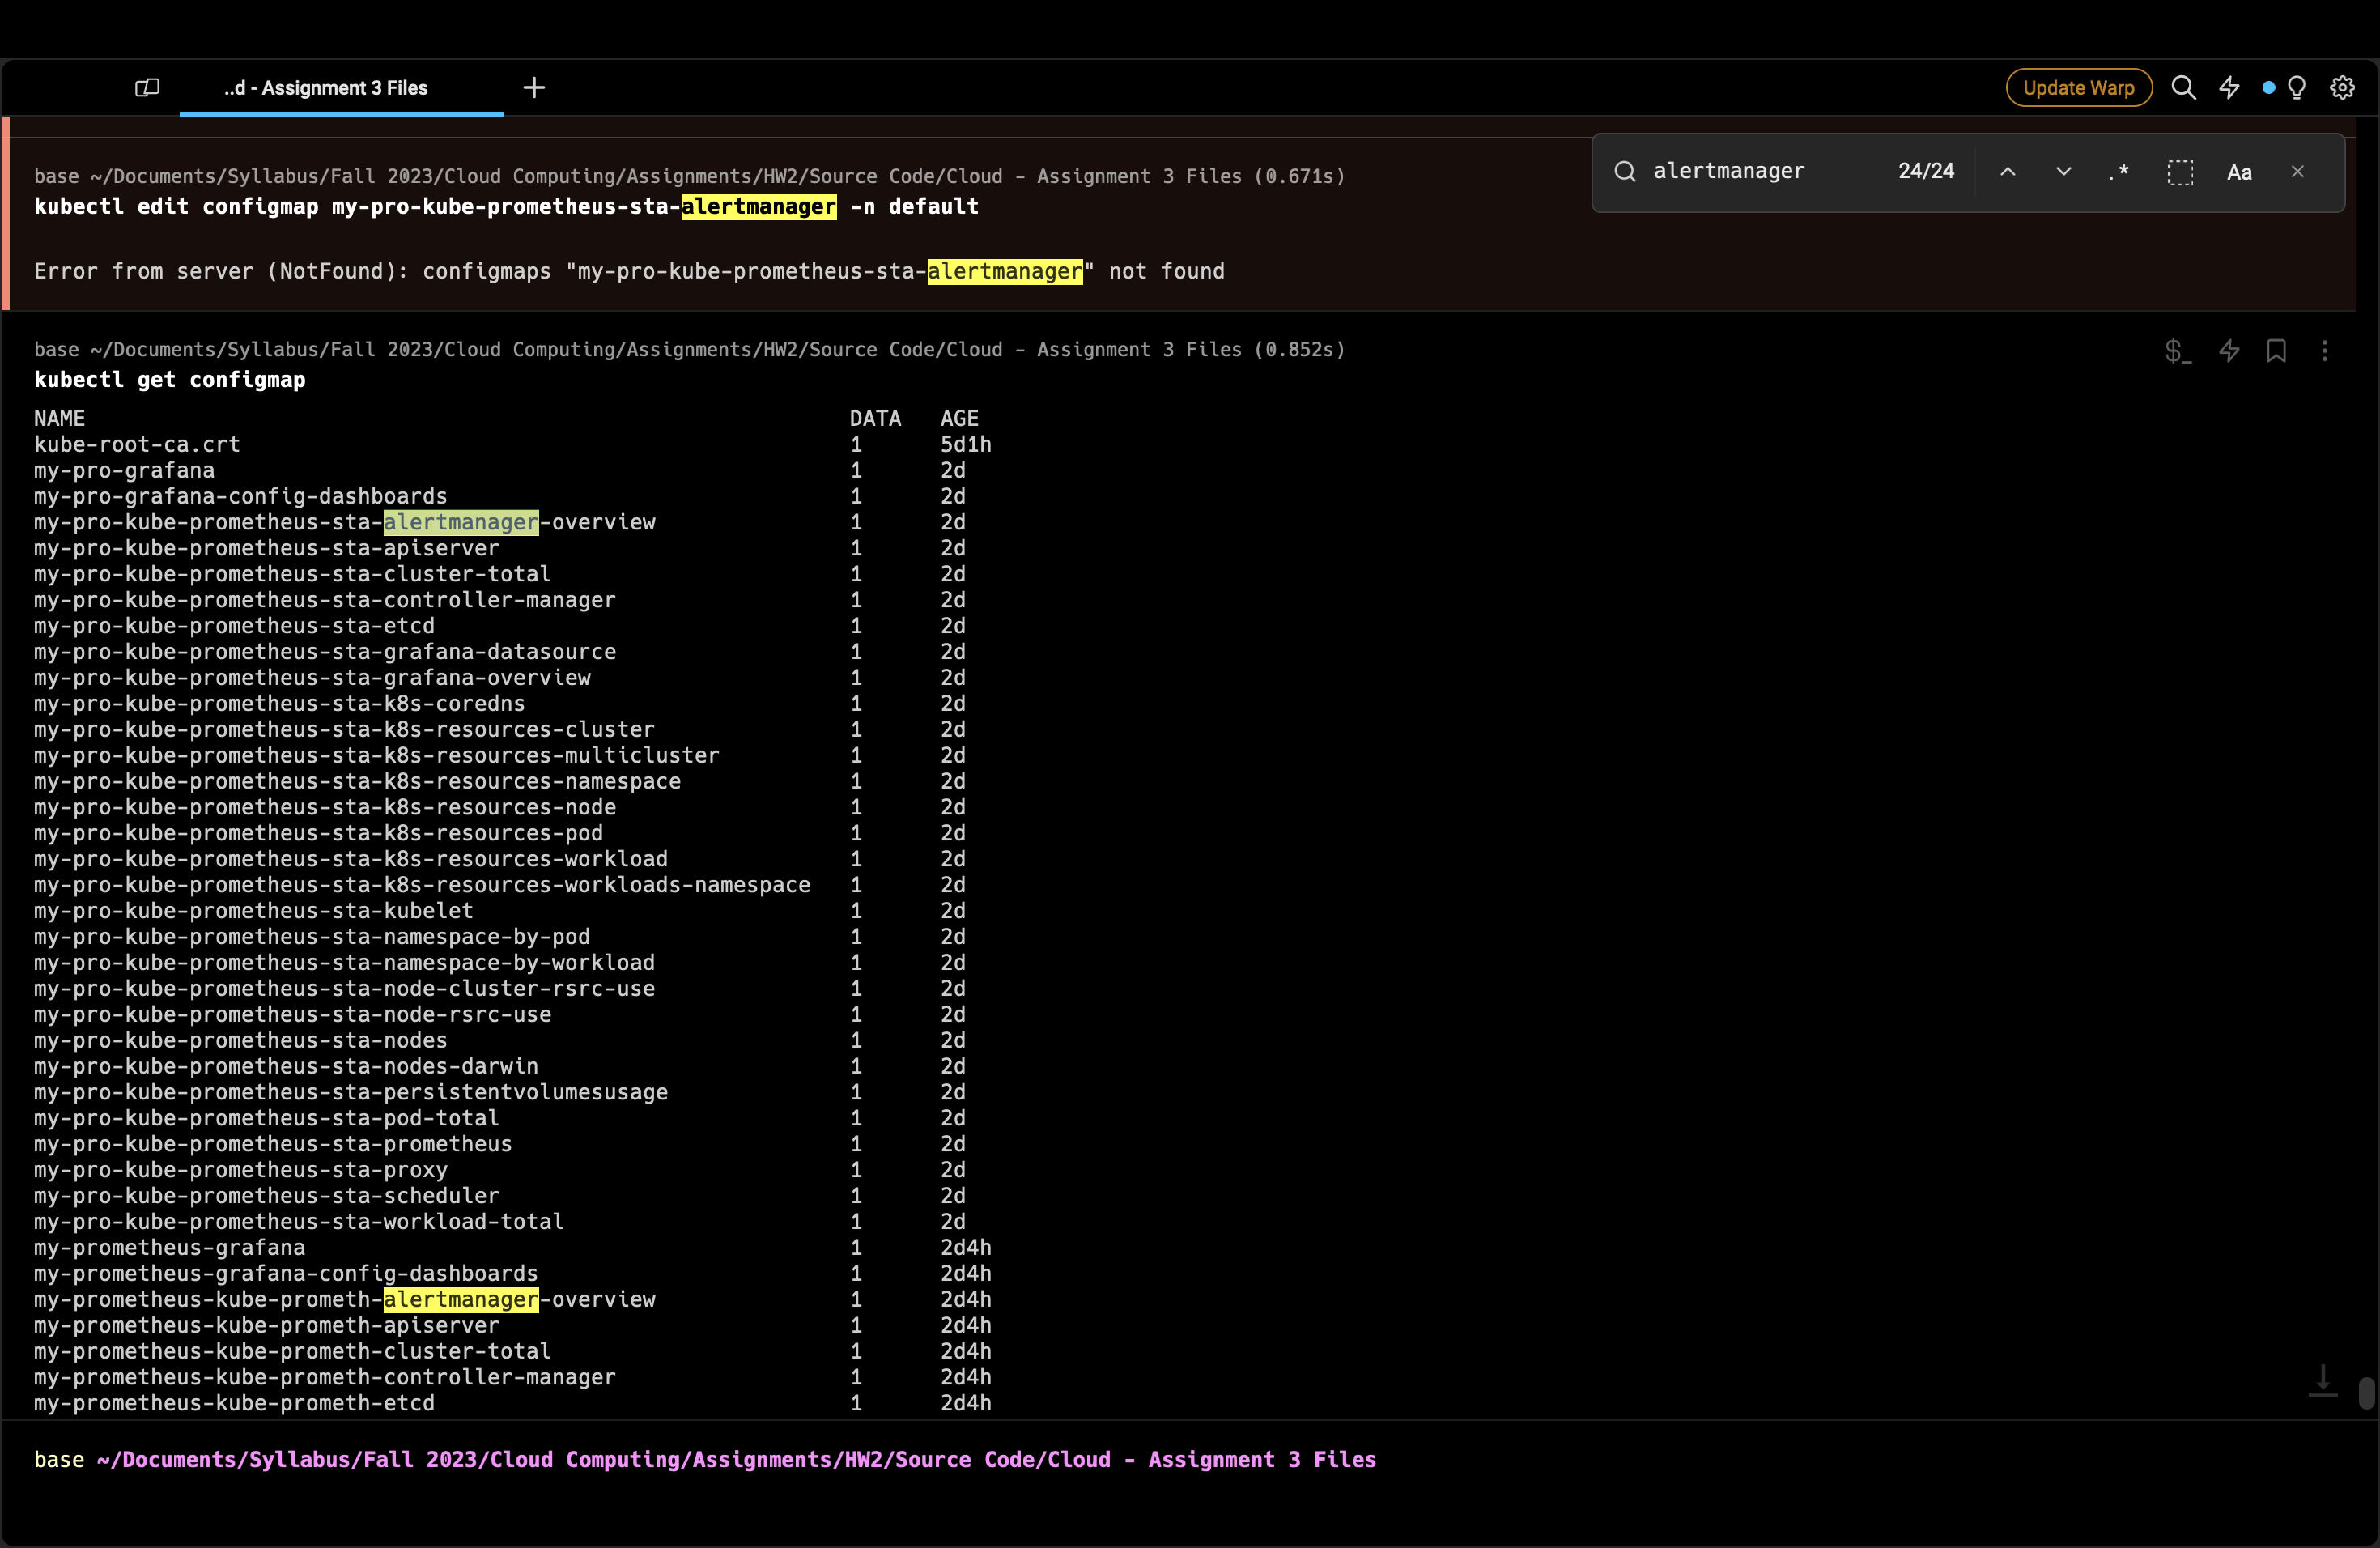 ..d - Assignment 3 Files
Update Warp
alertmanager 24/24 .* Aa
base ~/Documents/Syllabus/Fall 2023/Cloud Computing/Assignments/HW2/Source Code/Cloud - Assignment 3 Files (0.671s)
kubectl edit configmap my-pro-kube-prometheus-sta-alertmanager -n default
Error from server (NotFound): configmaps "my-pro-kube-prometheus-sta-alertmanager" not found
base ~/Documents/Syllabus/Fall 2023/Cloud Computing/Assignments/HW2/Source Code/Cloud - Assignment 3 Files (0.852s)
$_
kubectl get configmap
NAME DATA AGE
kube-root-ca.crt 1 5d1h
my-pro-grafana 1 2d
my-pro-grafana-config-dashboards 1 2d
my-pro-kube-prometheus-sta-alertmanager-overview 1 2d
my-pro-kube-prometheus-sta-apiserver 1 2d
my-pro-kube-prometheus-sta-cluster-total 1 2d
my-pro-kube-prometheus-sta-controller-manager 1 2d
my-pro-kube-prometheus-sta-etcd 1 2d
my-pro-kube-prometheus-sta-grafana-datasource 1 2d
my-pro-kube-prometheus-sta-grafana-overview 1 2d
my-pro-kube-prometheus-sta-k8s-coredns 1 2d
my-pro-kube-prometheus-sta-k8s-resources-cluster 1 2d
my-pro-kube-prometheus-sta-k8s-resources-multicluster 1 2d
my-pro-kube-prometheus-sta-k8s-resources-namespace 1 2d
my-pro-kube-prometheus-sta-k8s-resources-node 1 2d
my-pro-kube-prometheus-sta-k8s-resources-pod 1 2d
my-pro-kube-prometheus-sta-k8s-resources-workload 1 2d
my-pro-kube-prometheus-sta-k8s-resources-workloads-namespace 1 2d
my-pro-kube-prometheus-sta-kubelet 1 2d
my-pro-kube-prometheus-sta-namespace-by-pod 1 2d
my-pro-kube-prometheus-sta-namespace-by-workload 1 2d
my-pro-kube-prometheus-sta-node-cluster-rsrc-use 1 2d
my-pro-kube-prometheus-sta-node-rsrc-use 1 2d
my-pro-kube-prometheus-sta-nodes 1 2d
my-pro-kube-prometheus-sta-nodes-darwin 1 2d
my-pro-kube-prometheus-sta-persistentvolumesusage 1 2d
my-pro-kube-prometheus-sta-pod-total 1 2d
my-pro-kube-prometheus-sta-prometheus 1 2d
my-pro-kube-prometheus-sta-proxy 1 2d
my-pro-kube-prometheus-sta-scheduler 1 2d
my-pro-kube-prometheus-sta-workload-total 1 2d
my-prometheus-grafana 1 2d4h
my-prometheus-grafana-config-dashboards 1 2d4h
my-prometheus-kube-prometh-alertmanager-overview 1 2d4h
my-prometheus-kube-prometh-apiserver 1 2d4h
my-prometheus-kube-prometh-cluster-total 1 2d4h
my-prometheus-kube-prometh-controller-manager 1 2d4h
my-prometheus-kube-prometh-etcd 1 2d4h
base ~/Documents/Syllabus/Fall 2023/Cloud Computing/Assignments/HW2/Source Code/Cloud - Assignment 3 Files